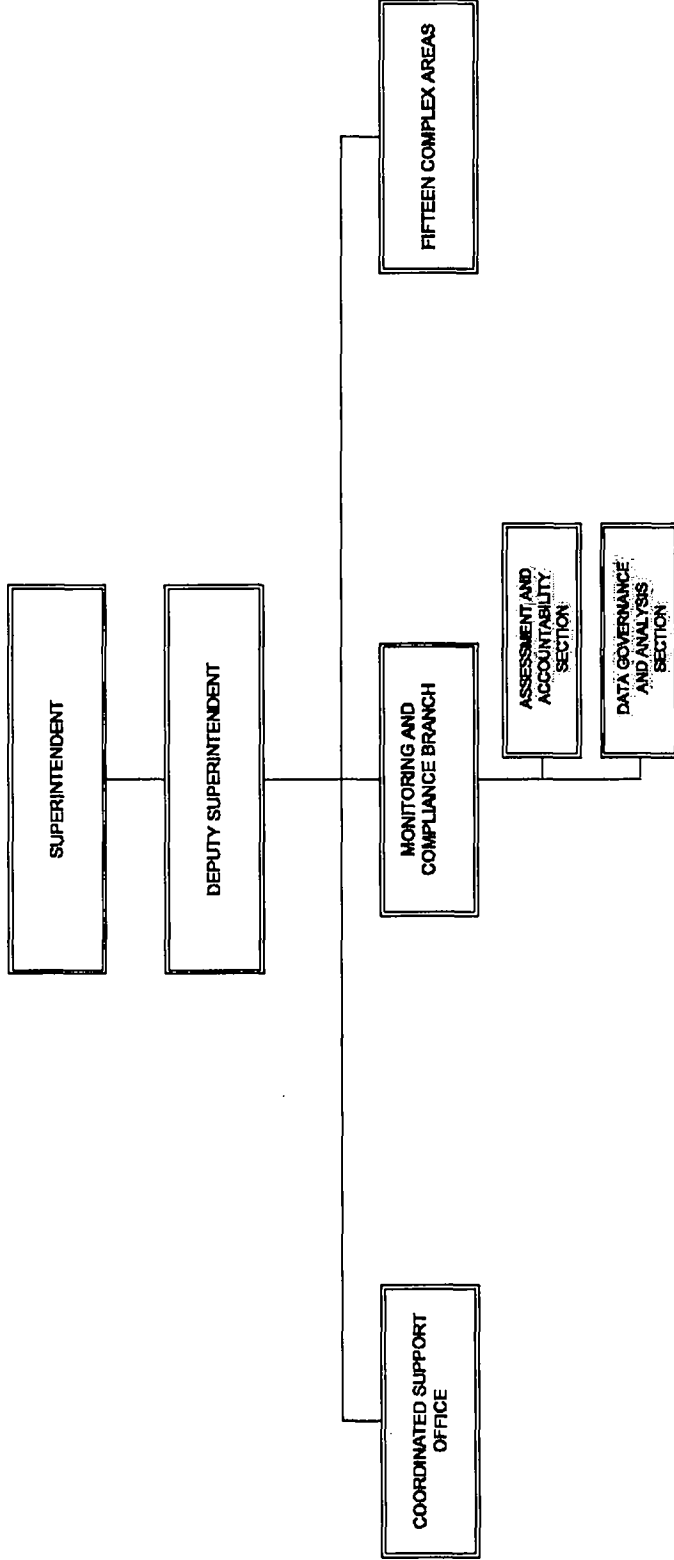 SUPERINTENDENT
DEPUTY SUPERINTENDENT
COORDINATED SUPPORT
OFFICE
MONITORING AND
COMPLIANCE BRANCH
FIFTEEN COMPLEX AREAS
ASSESSMENT AND
ACCOUNTABILITY
SECTION
DATA GOVERNANCE
AND ANALYSIS
SECTION